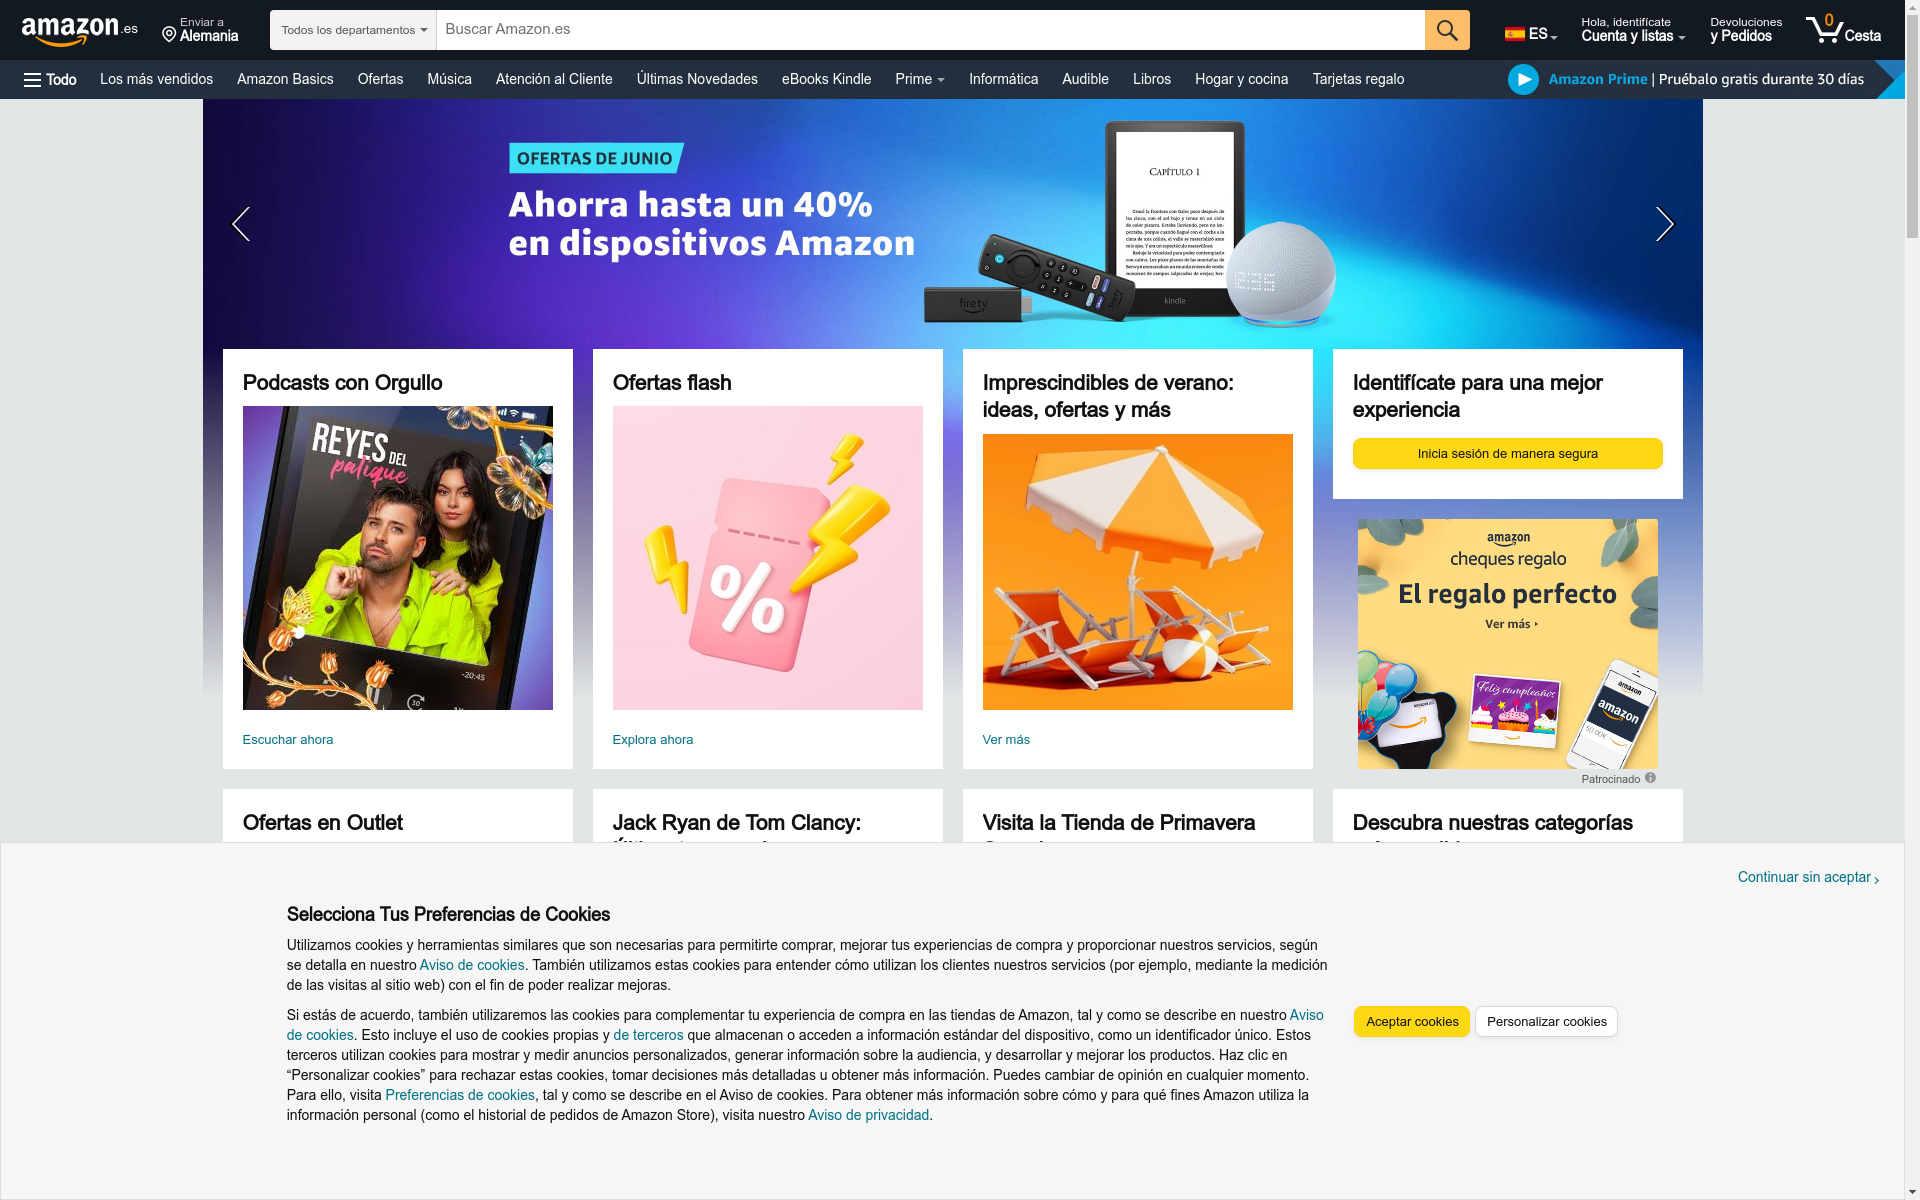 amazon.es
Enviar a
Alemania
Todos los departamentos
Buscar Amazon.es
ES
Hola, identifícate
Cuenta y listas
Devoluciones
y Pedidos
0
Cesta
Todo
Los más vendidos
Amazon Basics
Ofertas
Música
Atención al Cliente
Últimas Novedades
eBooks Kindle
Prime
Informática
Audible
Libros
Hogar y cocina
Tarjetas regalo
Amazon Prime | Pruébalo gratis durante 30 días
OFERTAS DE JUNIO
Ahorra hasta un 40%
en dispositivos Amazon
CAPÍTULO 1
kindle
firetv
Podcasts con Orgullo
REYES DEL
palique
-20:45
30
Escuchar ahora
Ofertas flash
%
Explora ahora
Imprescindibles de verano:
ideas, ofertas y más
Ver más
Identifícate para una mejor
experiencia
Inicia sesión de manera segura
amazon
cheques regalo
El regalo perfecto
Ver más
Feliz cumpleaños
amazon
amazon
50.00€
Patrocinado
Ofertas en Outlet
Jack Ryan de Tom Clancy:
Visita la Tienda de Primavera
Descubra nuestras categorías
Continuar sin aceptar
Selecciona Tus Preferencias de Cookies
Utilizamos cookies y herramientas similares que son necesarias para permitirte comprar, mejorar tus experiencias de compra y proporcionar nuestros servicios, según
se detalla en nuestro Aviso de cookies. También utilizamos estas cookies para entender cómo utilizan los clientes nuestros servicios (por ejemplo, mediante la medición
de las visitas al sitio web) con el fin de poder realizar mejoras.
Si estás de acuerdo, también utilizaremos las cookies para complementar tu experiencia de compra en las tiendas de Amazon, tal y como se describe en nuestro Aviso
de cookies. Esto incluye el uso de cookies propias y de terceros que almacenan o acceden a información estándar del dispositivo, como un identificador único. Estos
terceros utilizan cookies para mostrar y medir anuncios personalizados, generar información sobre la audiencia, y desarrollar y mejorar los productos. Haz clic en
“Personalizar cookies” para rechazar estas cookies, tomar decisiones más detalladas u obtener más información. Puedes cambiar de opinión en cualquier momento.
Para ello, visita Preferencias de cookies, tal y como se describe en el Aviso de cookies. Para obtener más información sobre cómo y para qué fines Amazon utiliza la
información personal (como el historial de pedidos de Amazon Store), visita nuestro Aviso de privacidad.
Aceptar cookies
Personalizar cookies